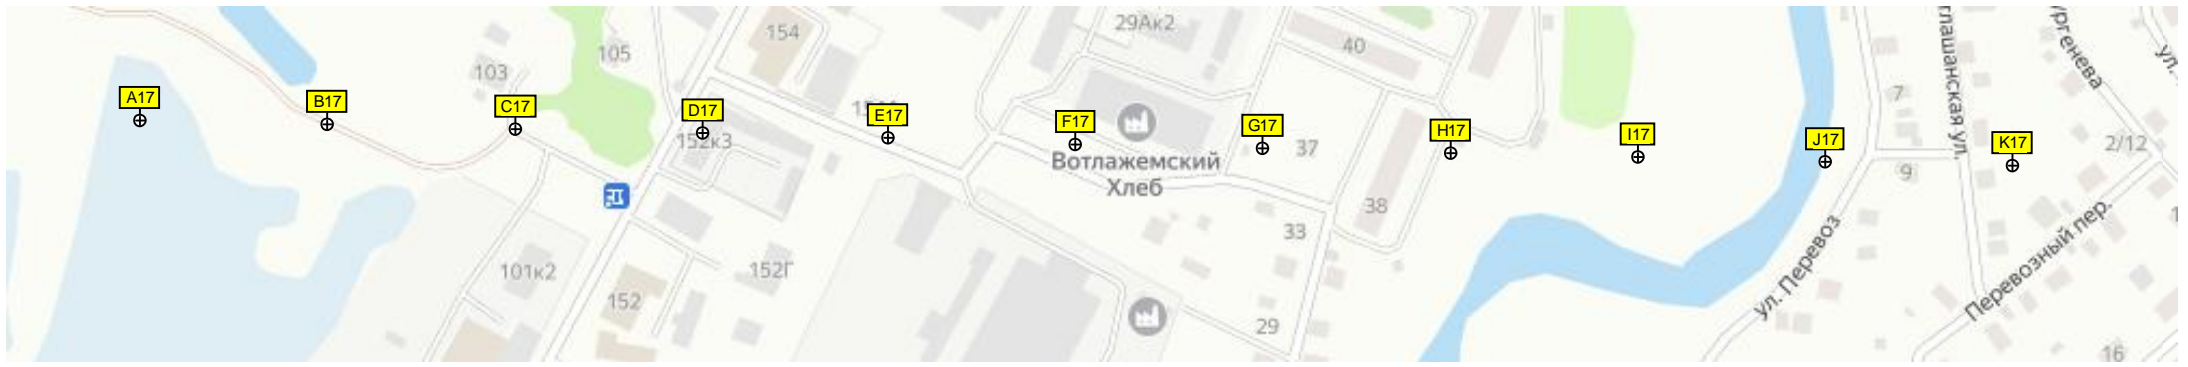 154
29Ак2
40
103
105
7
A17
B17
C17
D17
E17
F17
G17
H17
I17
J17
K17
152к3
37
2/12
Вотлажемский
Хлеб
9
38
33
101к2
152Г
152
29
16
ул. Перевоз
Перевозный пер.